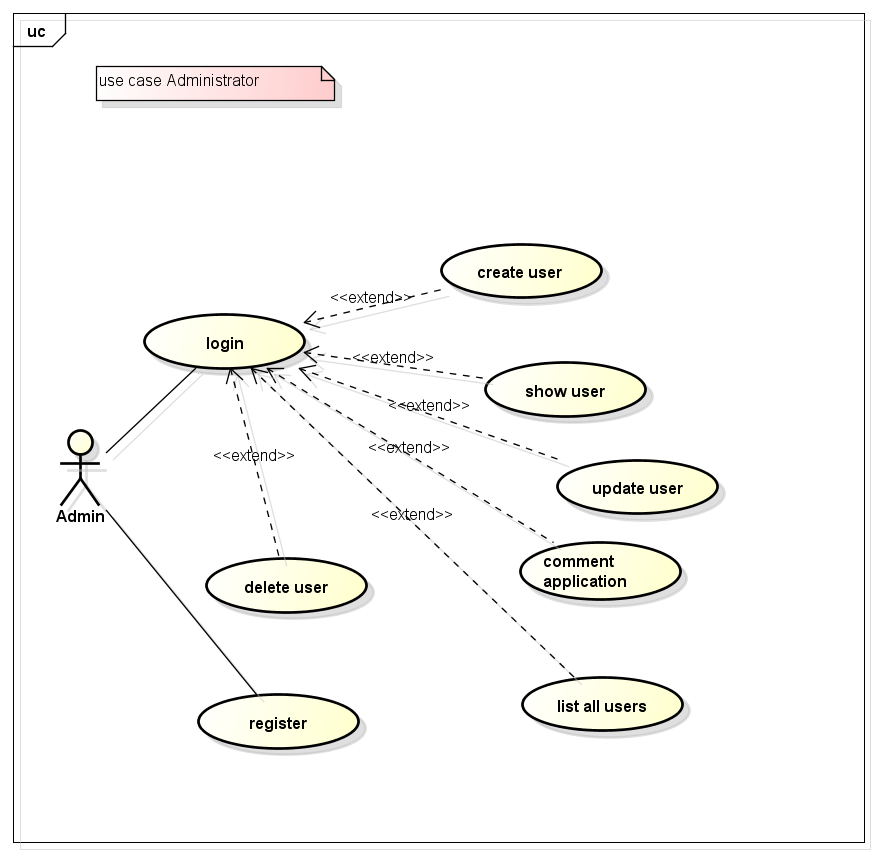 uc
use case Administrator
create user
<<extend>>
login
<<extend>>
show user
<<extend>>
<<extend>>
<<extend>>
update user
<<extend>>
Admin
comment
application
delete user
list all users
register